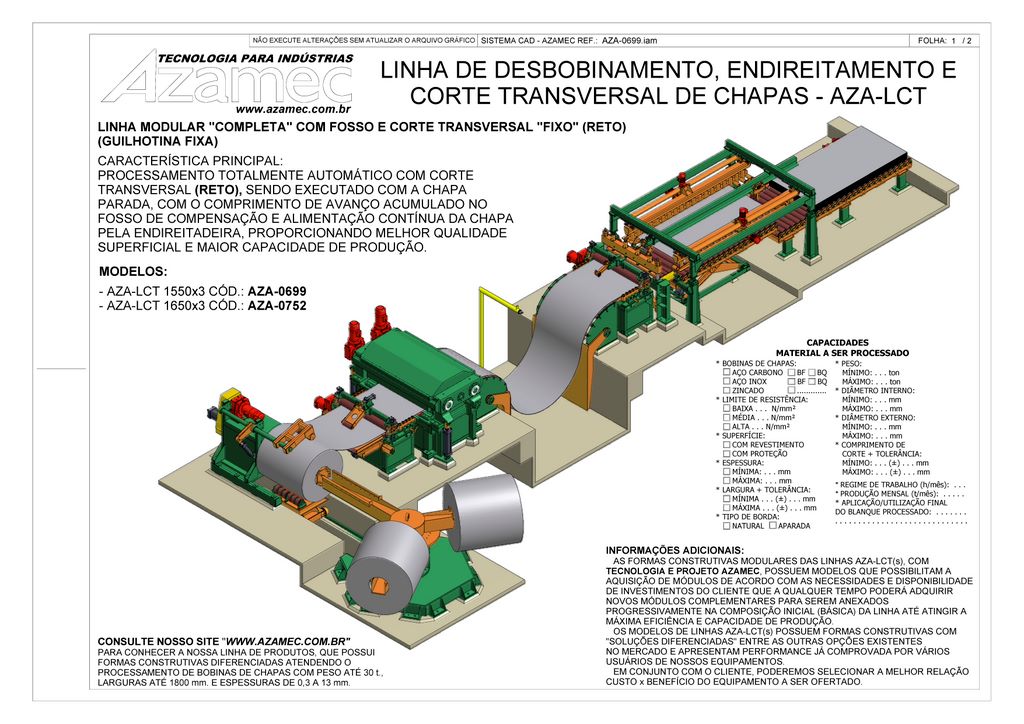 NÃO EXECUTE ALTERAÇÕES SEM ATUALIZAR O ARQUIVO GRÁFICO SISTEMA CAD - AZAMEC REF.: AZA-0699.iam FOLHA: 1 / 2
TECNOLOGIA PARA INDÚSTRIAS
Azamec
www.azamec.com.br
LINHA DE DESBOBINAMENTO, ENDIREITAMENTO E
CORTE TRANSVERSAL DE CHAPAS - AZA-LCT
LINHA MODULAR "COMPLETA" COM FOSSO E CORTE TRANSVERSAL "FIXO" (RETO)
(GUILHOTINA FIXA)
CARACTERÍSTICA PRINCIPAL:
PROCESSAMENTO TOTALMENTE AUTOMÁTICO COM CORTE
TRANSVERSAL (RETO), SENDO EXECUTADO COM A CHAPA
PARADA, COM O COMPRIMENTO DE AVANÇO ACUMULADO NO
FOSSO DE COMPENSAÇÃO E ALIMENTAÇÃO CONTÍNUA DA CHAPA
PELA ENDIREITADEIRA, PROPORCIONANDO MELHOR QUALIDADE
SUPERFICIAL E MAIOR CAPACIDADE DE PRODUÇÃO.
MODELOS:
- AZA-LCT 1550x3 CÓD.: AZA-0699
- AZA-LCT 1650x3 CÓD.: AZA-0752
CAPACIDADES
MATERIAL A SER PROCESSADO
* BOBINAS DE CHAPAS:
AÇO CARBONO BF BQ
AÇO INOX BF BQ
ZINCADO .............
* LIMITE DE RESISTÊNCIA:
BAIXA . . . N/mm²
MÉDIA . . . N/mm²
ALTA . . . N/mm²
* SUPERFÍCIE:
COM REVESTIMENTO
COM PROTEÇÃO
* ESPESSURA:
MÍNIMA: . . . mm
MÁXIMA: . . . mm
* LARGURA + TOLERÂNCIA:
MÍNIMA . . . (±) . . . mm
MÁXIMA . . . (±) . . . mm
* TIPO DE BORDA:
NATURAL APARADA
* PESO:
MÍNIMO: . . . ton
MÁXIMO: . . . ton
* DIÂMETRO INTERNO:
MÍNIMO: . . . mm
MÁXIMO: . . . mm
* DIÂMETRO EXTERNO:
MÍNIMO: . . . mm
MÁXIMO: . . . mm
* COMPRIMENTO DE
CORTE + TOLERÂNCIA:
MÍNIMO: . . . (±) . . . mm
MÁXIMO: . . . (±) . . . mm
* REGIME DE TRABALHO (h/mês): . . .
* PRODUÇÃO MENSAL (t/mês): . . . . .
* APLICAÇÃO/UTILIZAÇÃO FINAL
DO BLANQUE PROCESSADO: . . . . . . .
. . . . . . . . . . . . . . . . . . . . . . . . . . . . .
INFORMAÇÕES ADICIONAIS:
AS FORMAS CONSTRUTIVAS MODULARES DAS LINHAS AZA-LCT(s), COM
TECNOLOGIA E PROJETO AZAMEC, POSSUEM MODELOS QUE POSSIBILITAM A
AQUISIÇÃO DE MÓDULOS DE ACORDO COM AS NECESSIDADES E DISPONIBILIDADE
DE INVESTIMENTOS DO CLIENTE QUE A QUALQUER TEMPO PODERÁ ADQUIRIR
NOVOS MÓDULOS COMPLEMENTARES PARA SEREM ANEXADOS
PROGRESSIVAMENTE NA COMPOSIÇÃO INICIAL (BÁSICA) DA LINHA ATÉ ATINGIR A
MÁXIMA EFICIÊNCIA E CAPACIDADE DE PRODUÇÃO.
OS MODELOS DE LINHAS AZA-LCT(s) POSSUEM FORMAS CONSTRUTIVAS COM
"SOLUÇÕES DIFERENCIADAS" ENTRE AS OUTRAS OPÇÕES EXISTENTES
NO MERCADO E APRESENTAM PERFORMANCE JÁ COMPROVADA POR VÁRIOS
USUÁRIOS DE NOSSOS EQUIPAMENTOS.
EM CONJUNTO COM O CLIENTE, PODEREMOS SELECIONAR A MELHOR RELAÇÃO
CUSTO x BENEFÍCIO DO EQUIPAMENTO A SER OFERTADO.
CONSULTE NOSSO SITE "WWW.AZAMEC.COM.BR"
PARA CONHECER A NOSSA LINHA DE PRODUTOS, QUE POSSUI
FORMAS CONSTRUTIVAS DIFERENCIADAS ATENDENDO O
PROCESSAMENTO DE BOBINAS DE CHAPAS COM PESO ATÉ 30 t.,
LARGURAS ATÉ 1800 mm. E ESPESSURAS DE 0,3 A 13 mm.